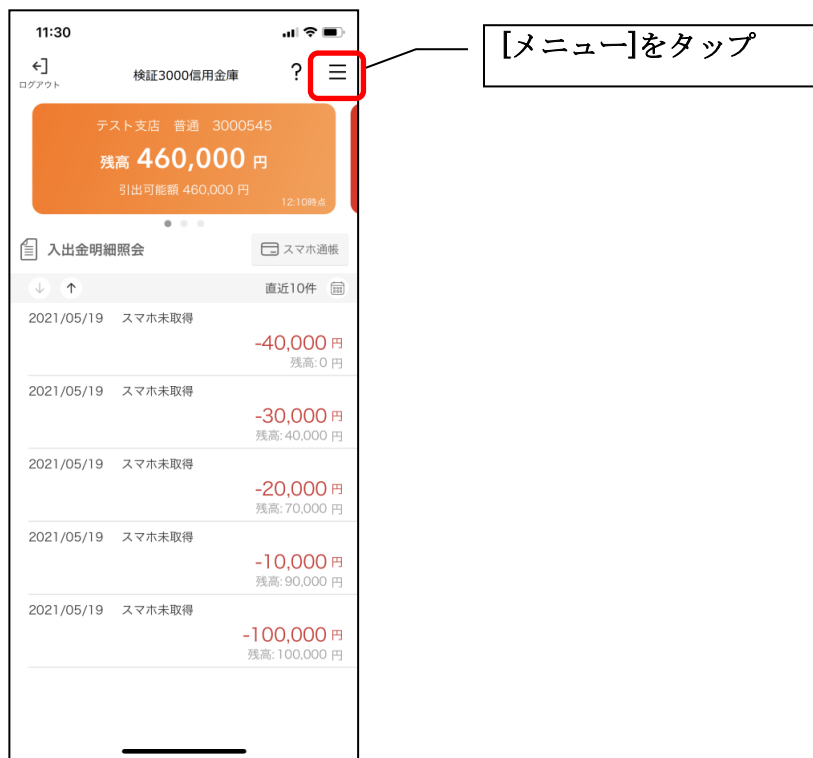 11:30
ログアウト
検証3000信用金庫
?
[メニュー]をタップ
テスト支店 普通 3000545
残高 460,000 円
引出可能額 460,000 円
12:10時点
入出金明細照会
スマホ通帳
直近10件
2021/05/19 スマホ未取得
-40,000 円
残高: 0 円
2021/05/19 スマホ未取得
-30,000 円
残高: 40,000 円
2021/05/19 スマホ未取得
-20,000 円
残高: 70,000 円
2021/05/19 スマホ未取得
-10,000 円
残高: 90,000 円
2021/05/19 スマホ未取得
-100,000 円
残高: 100,000 円